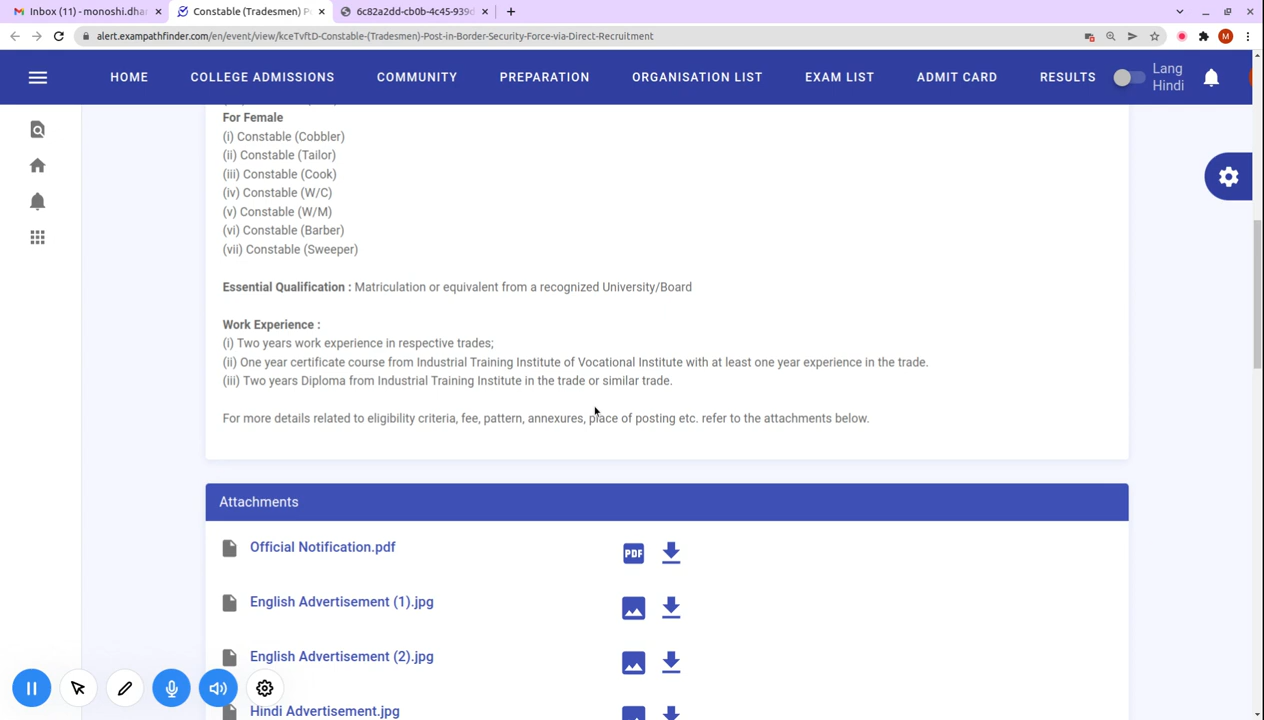 Inbox (11) - monoshi.dha
Constable (Tradesmen) P
6c82a2dd-cb0b-4c45-939d
alert.exampathfinder.com/en/event/view/kceTvftD-Constable-(Tradesmen)-Post-in-Border-Security-Force-via-Direct-Recruitment
M
HOME COLLEGE ADMISSIONS COMMUNITY PREPARATION ORGANISATION LIST EXAM LIST ADMIT CARD RESULTS Lang Hindi
For Female
(i) Constable (Cobbler)
(ii) Constable (Tailor)
(iii) Constable (Cook)
(iv) Constable (W/C)
(v) Constable (W/M)
(vi) Constable (Barber)
(vii) Constable (Sweeper)
Essential Qualification : Matriculation or equivalent from a recognized University/Board
Work Experience :
(i) Two years work experience in respective trades;
(ii) One year certificate course from Industrial Training Institute of Vocational Institute with at least one year experience in the trade.
(iii) Two years Diploma from Industrial Training Institute in the trade or similar trade.
For more details related to eligibility criteria, fee, pattern, annexures, place of posting etc. refer to the attachments below.
Attachments
Official Notification.pdf PDF
English Advertisement (1).jpg
English Advertisement (2).jpg
Hindi Advertisement.jpg